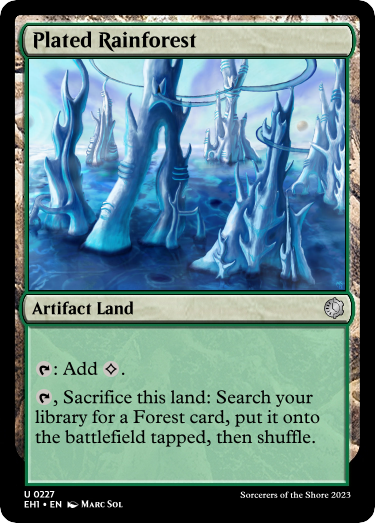 Plated Rainforest
Artifact Land
: Add .
, Sacrifice this land: Search your
library for a Forest card, put it onto
the battlefield tapped, then shuffle.
U 0227
EH1 • EN Marc Sol
Sorcerers of the Shore 2023